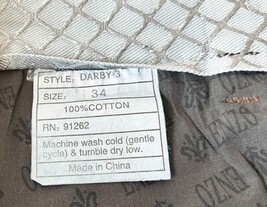 STYLE: DARBY-3
SIZE: 34
100%COTTON
RN: 91262
Machine wash cold (gentle
cycle) & tumble dry low.
Made in China
ENZO